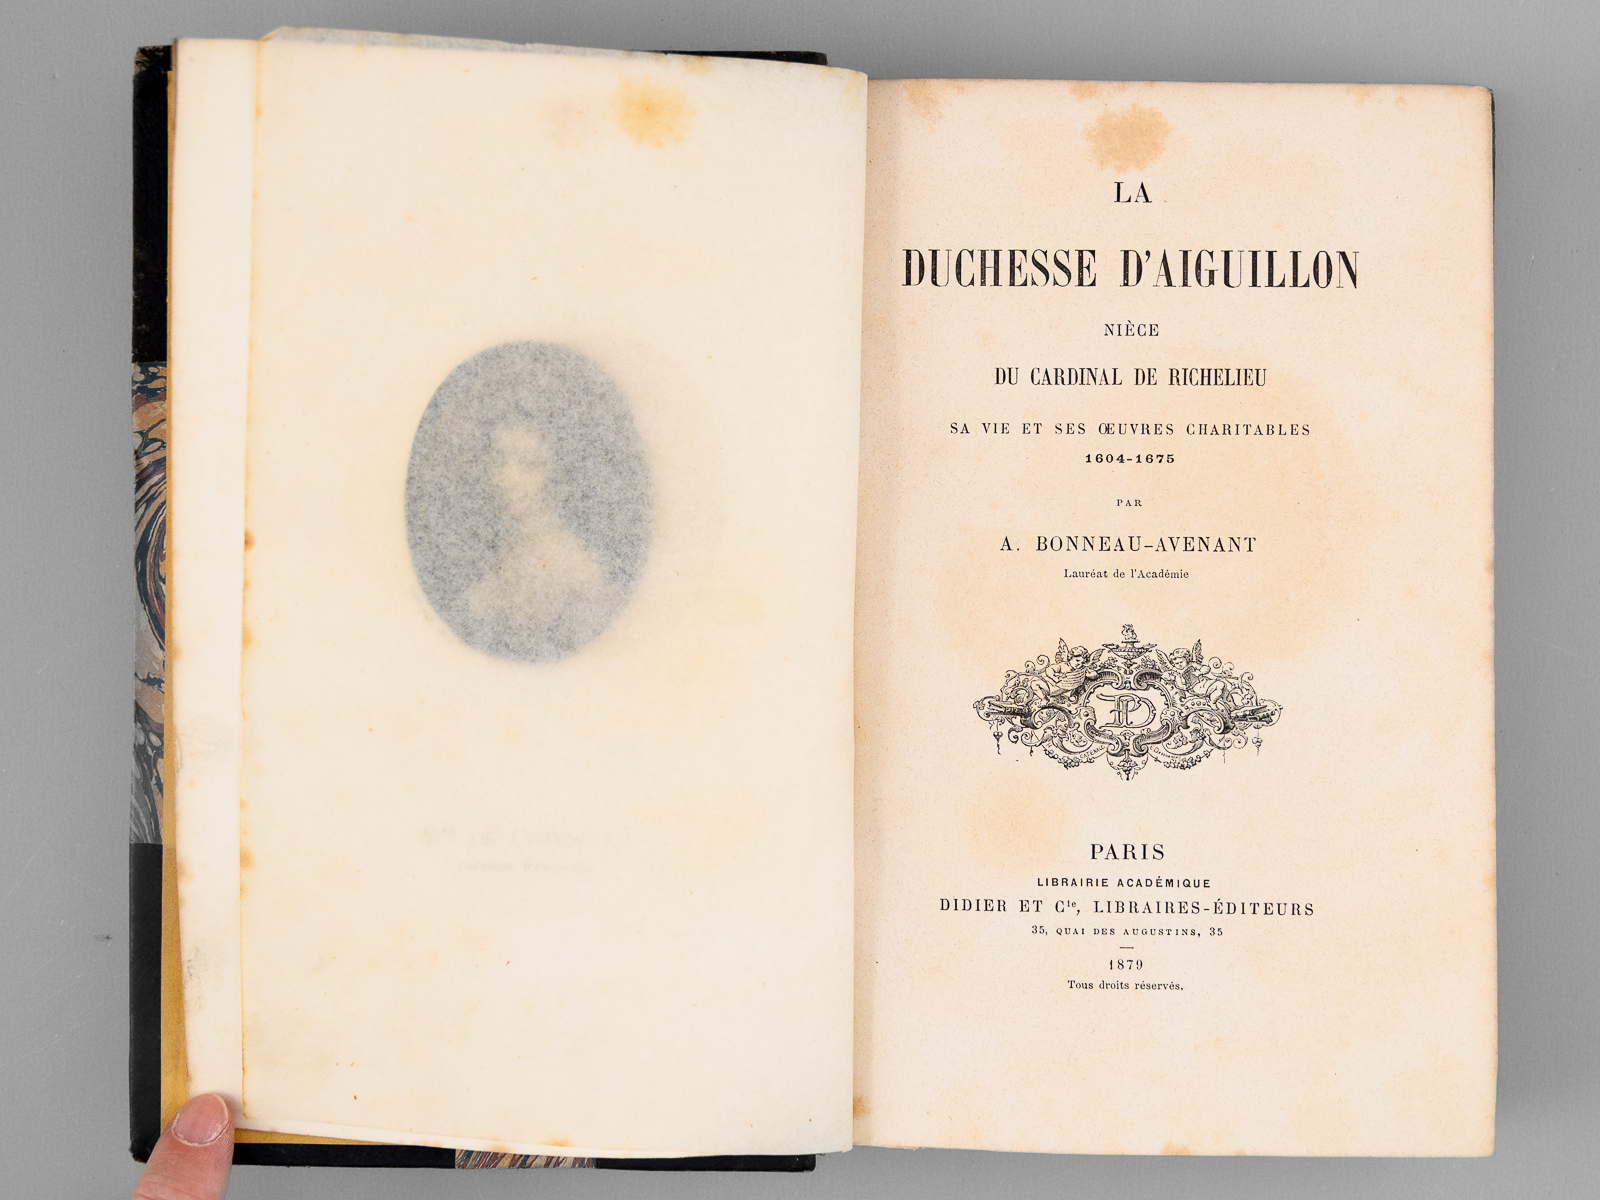 LA
DUCHESSE D'AIGUILLON
NIÈCE
DU CARDINAL DE RICHELIEU
SA VIE ET SES ŒUVRES CHARITABLES
1604-1675
PAR
A. BONNEAU-AVENANT
Lauréat de l'Académie
PARIS
LIBRAIRIE ACADÉMIQUE
DIDIER ET Cie, LIBRAIRES-ÉDITEURS
35, QUAI DES AUGUSTINS, 35
1879
Tous droits réservés.